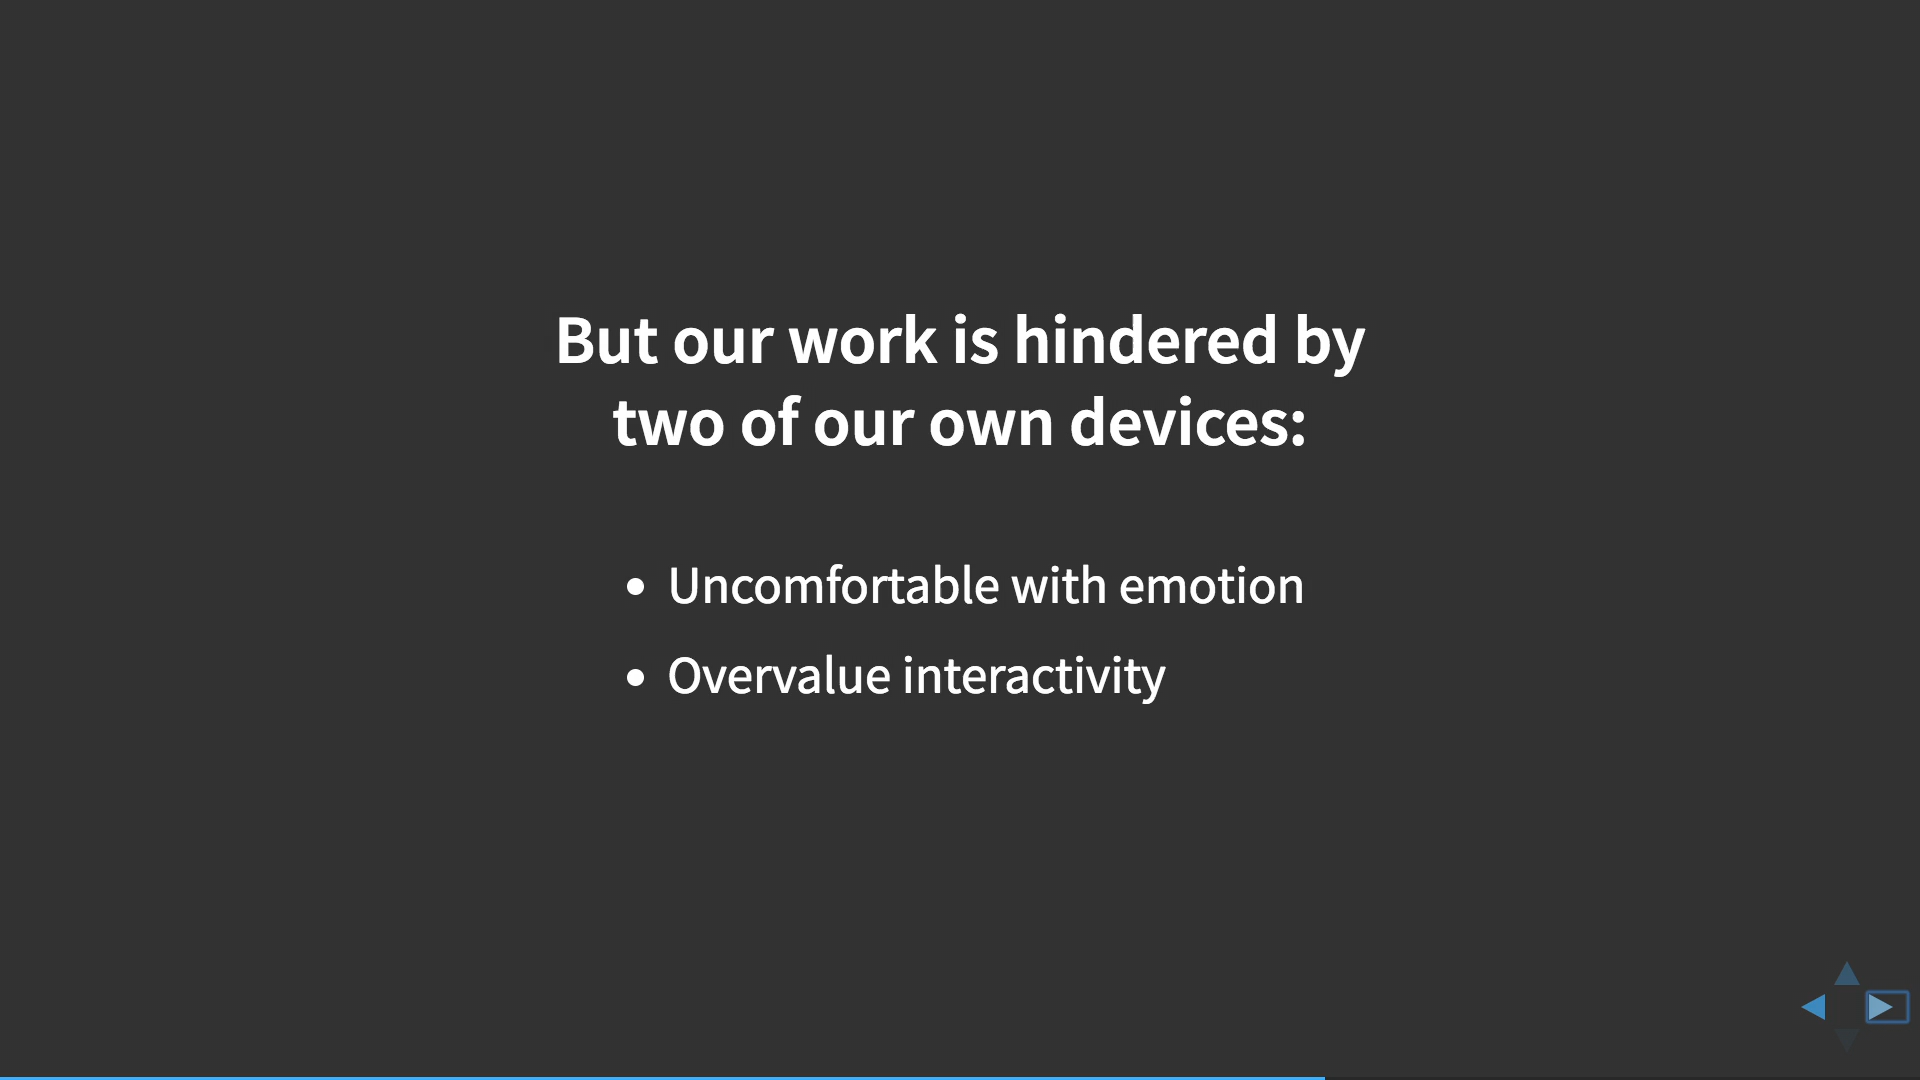 But our work is hindered by
two of our own devices:
• Uncomfortable with emotion
• Overvalue interactivity